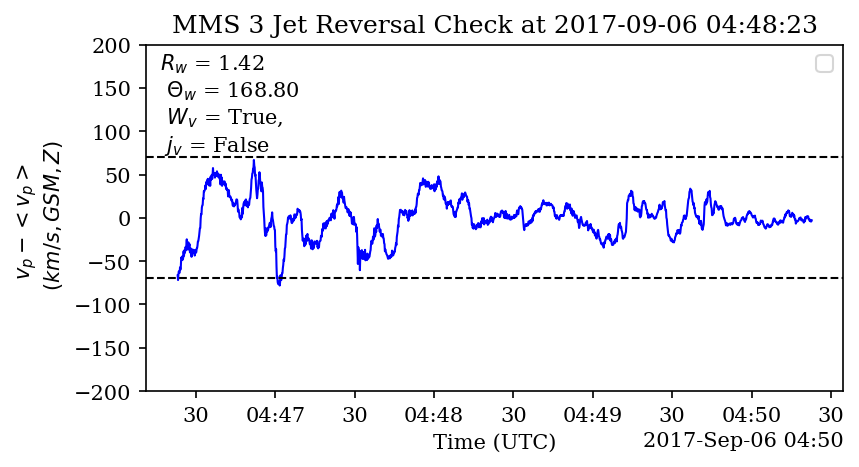 MMS 3 Jet Reversal Check at 2017-09-06 04:48:23
R_w = 1.42
Θ_w = 168.80
W_v = True,
j_v = False
v_p − < v_p >
(km/s, GSM, Z)
200
150
100
50
0
−50
−100
−150
−200
30 04:47 30 04:48 30 04:49 30 04:50 30
Time (UTC)
2017-Sep-06 04:50